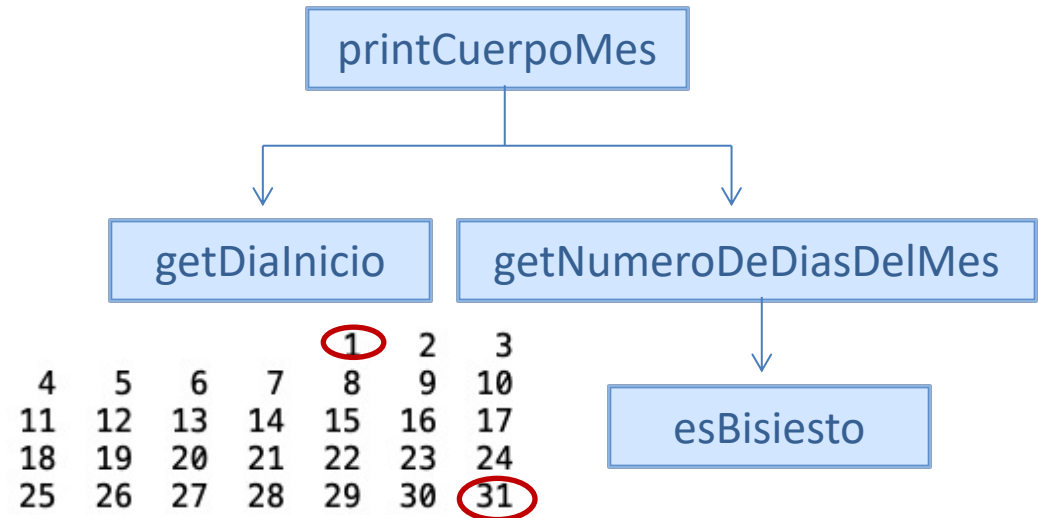 printCuerpoMes
getDiaInicio
getNumeroDeDiasDelMes
1 2 3
4 5 6 7 8 9 10
11 12 13 14 15 16 17
18 19 20 21 22 23 24
25 26 27 28 29 30 31
esBisiesto